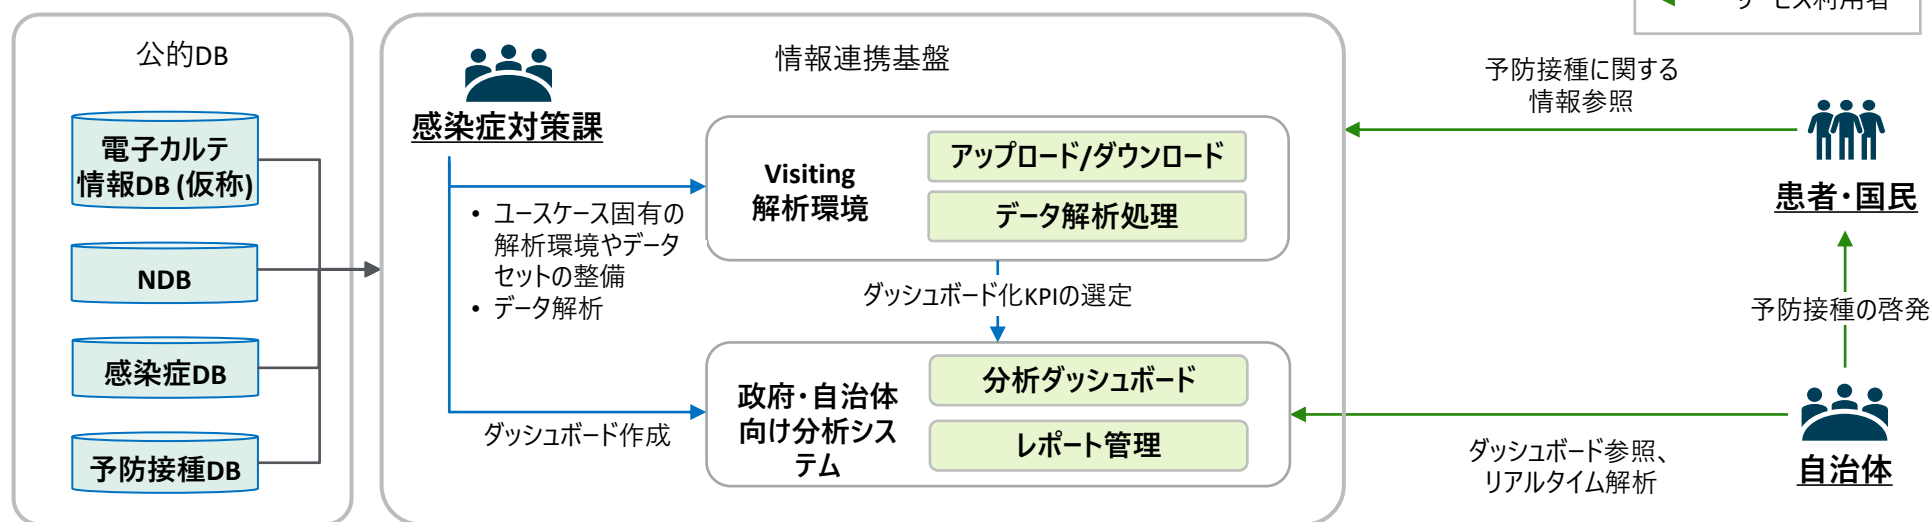 サービス利用者
公的DB
電子カルテ
情報DB (仮称)
NDB
感染症DB
予防接種DB
情報連携基盤
感染症対策課
• ユースケース固有の
解析環境やデータ
セットの整備
• データ解析
ダッシュボード作成
Visiting
解析環境
アップロード/ダウンロード
データ解析処理
ダッシュボード化KPIの選定
政府・自治体
向け分析シス
テム
分析ダッシュボード
レポート管理
予防接種に関する
情報参照
患者・国民
予防接種の啓発
ダッシュボード参照、
リアルタイム解析
自治体